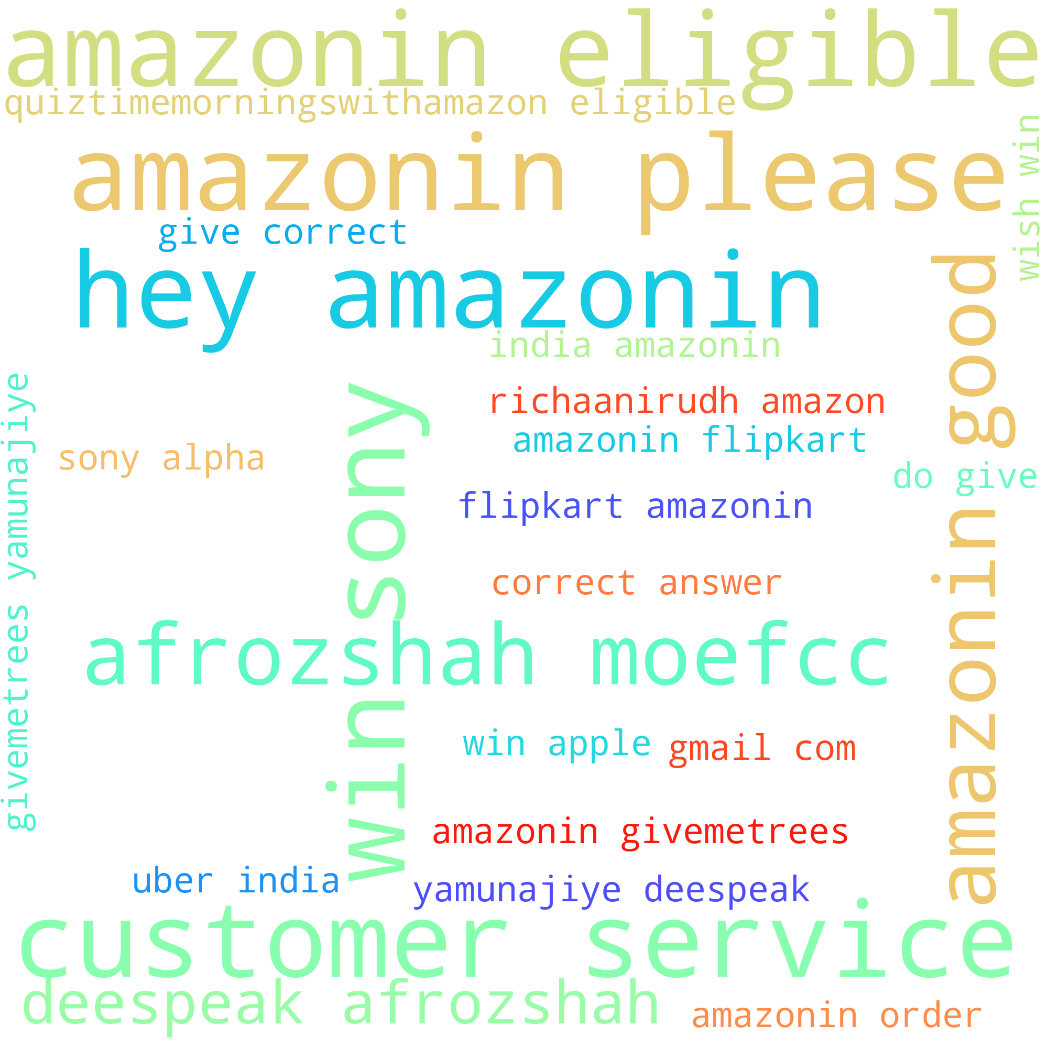 amazonin eligible
quiztimemorningswithamazon eligible
amazonin please
wish win
give correct
hey amazonin
amazonin good
india amazonin
givemetrees yamunajiye
win sony
richaanirudh amazon
amazonin flipkart
sony alpha
do give
flipkart amazonin
correct answer
afrozshah moefcc
win apple
gmail com
amazonin givemetrees
uber india
yamunajiye deespeak
customer service
deespeak afrozshah
amazonin order